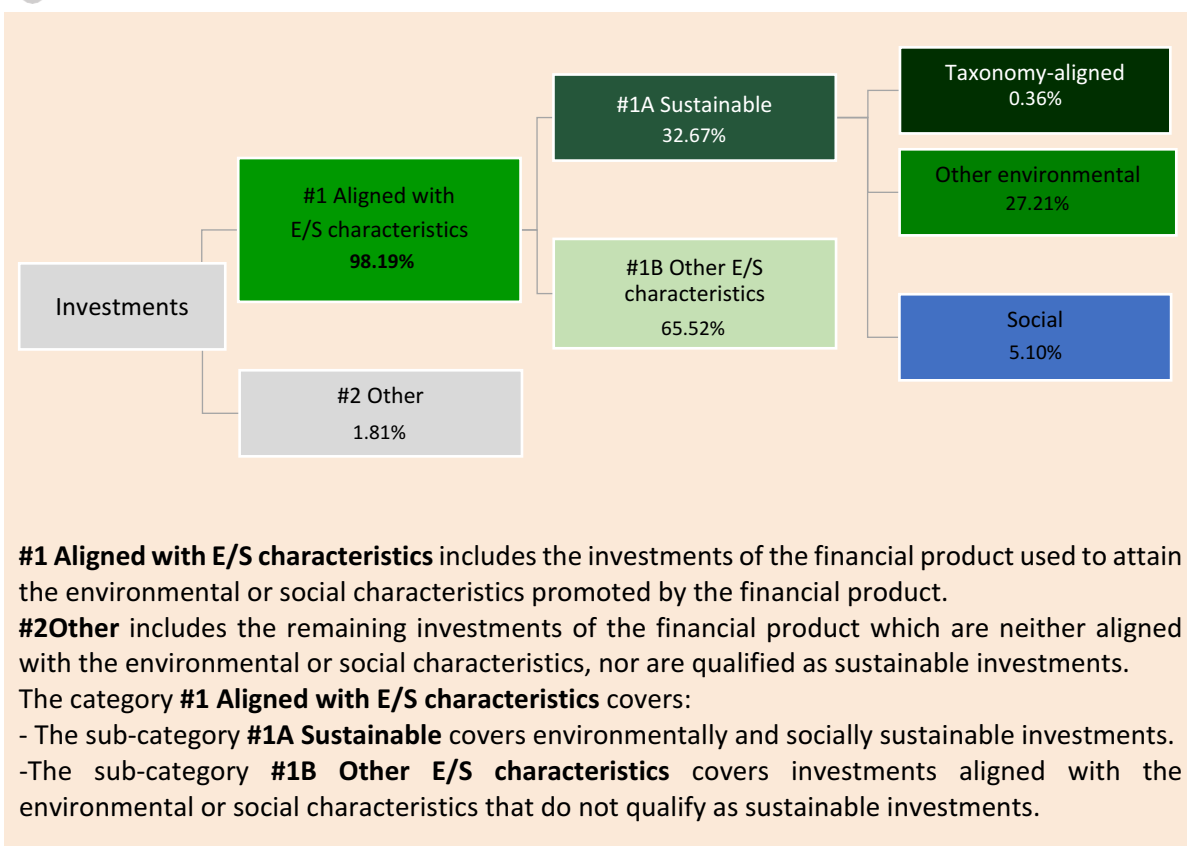 Taxonomy-aligned
0.36%
#1A Sustainable
32.67%
Other environmental
27.21%
#1 Aligned with
E/S characteristics
98.19%
#1B Other E/S
characteristics
65.52%
Investments
Social
5.10%
#2 Other
1.81%
#1 Aligned with E/S characteristics includes the investments of the financial product used to attain
the environmental or social characteristics promoted by the financial product.
#2Other includes the remaining investments of the financial product which are neither aligned
with the environmental or social characteristics, nor are qualified as sustainable investments.
The category #1 Aligned with E/S characteristics covers:
- The sub-category #1A Sustainable covers environmentally and socially sustainable investments.
-The sub-category #1B Other E/S characteristics covers investments aligned with the
environmental or social characteristics that do not qualify as sustainable investments.